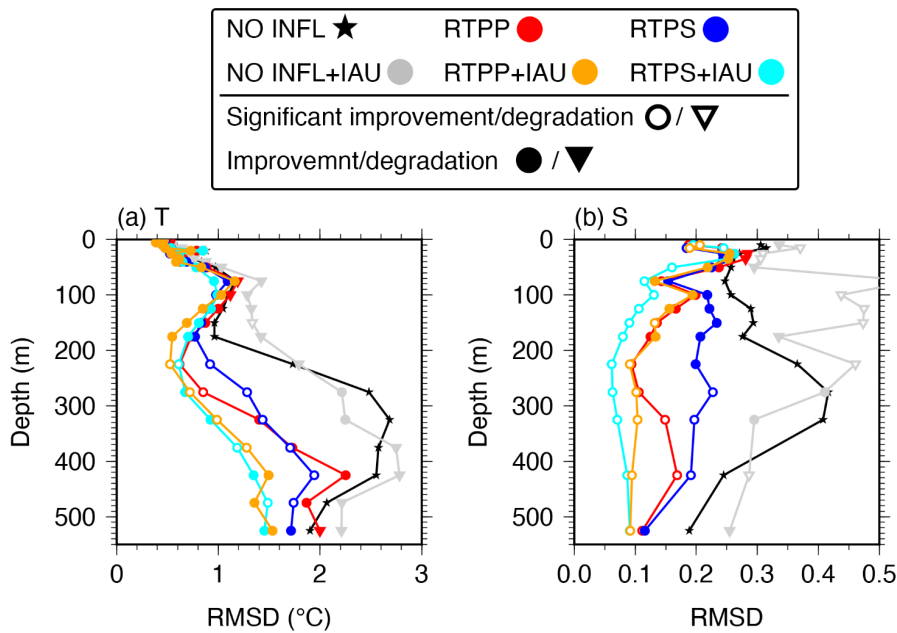 NO INFL RTPP RTPS
NO INFL+IAU RTPP+IAU RTPS+IAU
Significant improvement/degradation /
Improvemnt/degradation /
(a) T
(b) S
0
100
200
300
400
500
Depth (m)
0 1 2 3
RMSD (°C)
0
100
200
300
400
500
Depth (m)
0.0 0.1 0.2 0.3 0.4 0.5
RMSD